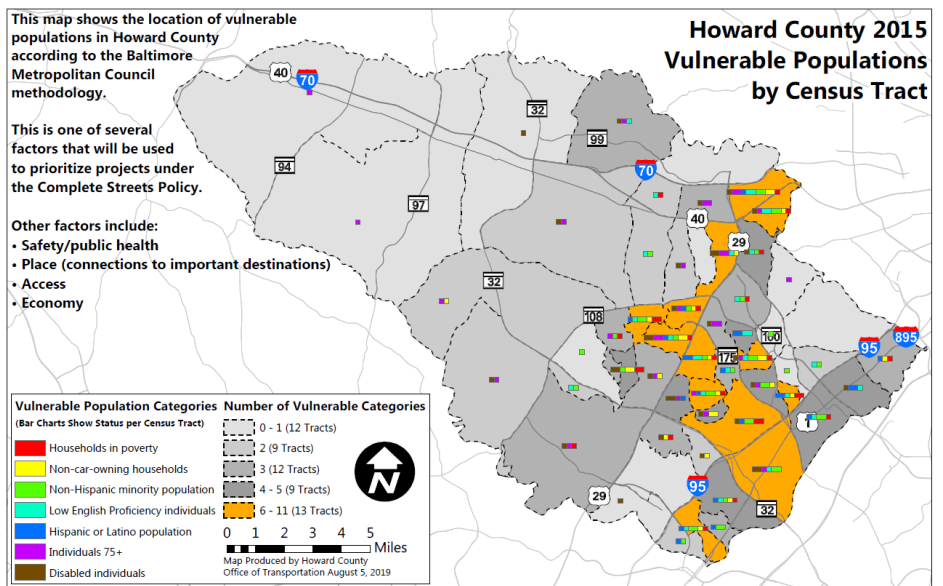 This map shows the location of vulnerable
populations in Howard County
according to the Baltimore
Metropolitan Council
methodology.
This is one of several
factors that will be used
to prioritize projects under
the Complete Streets Policy.
Other factors include:
• Safety/public health
• Place (connections to important destinations)
• Access
• Economy
Howard County 2015
Vulnerable Populations
by Census Tract
40
70
32
99
94
70
97
40
29
32
108
100
95
895
175
1
95
29
32
Vulnerable Population Categories
(Bar Charts Show Status per Census Tract)
Households in poverty
Non-car-owning households
Non-Hispanic minority population
Low English Proficiency individuals
Hispanic or Latino population
Individuals 75+
Disabled individuals
Number of Vulnerable Categories
0 - 1 (12 Tracts)
2 (9 Tracts)
3 (12 Tracts)
4 - 5 (9 Tracts)
6 - 11 (13 Tracts)
N
0 1 2 3 4 5
Miles
Map Produced by Howard County
Office of Transportation August 5, 2019